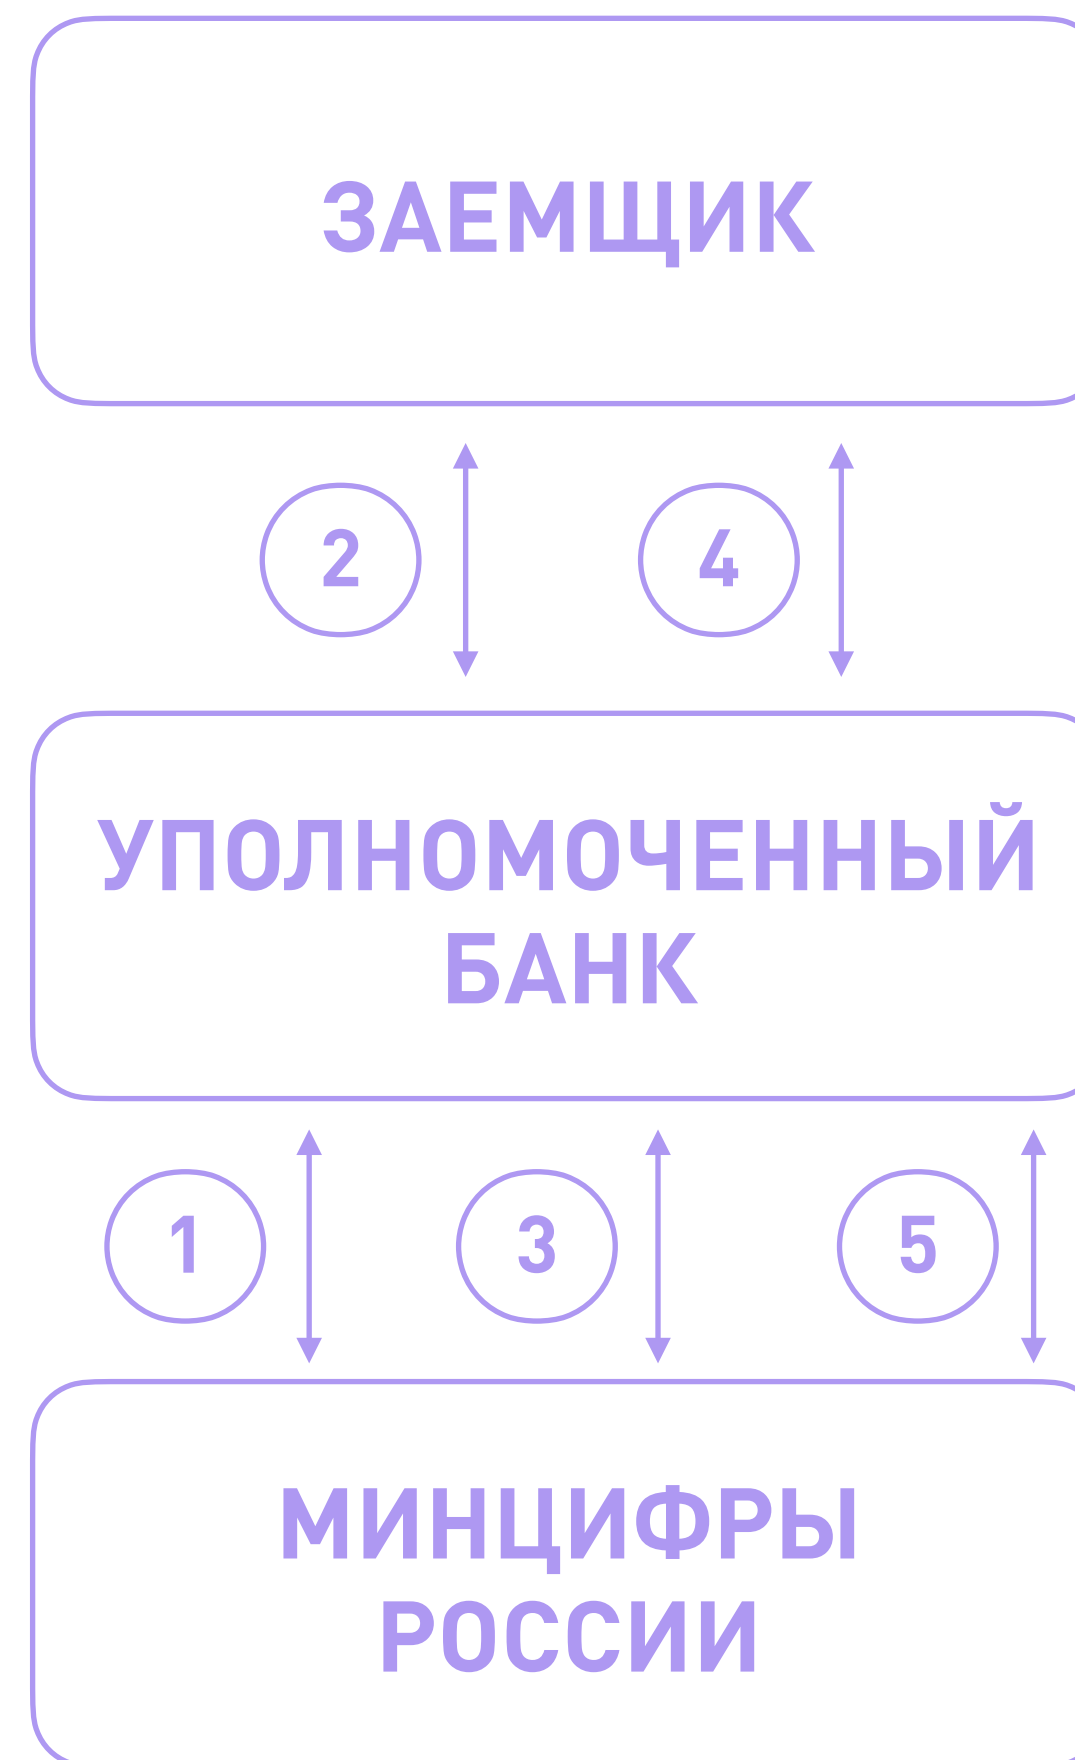 ЗАЕМЩИК
2 4
УПОЛНОМОЧЕННЫЙ
БАНК
1 3 5
МИНЦИФРЫ
РОССИИ